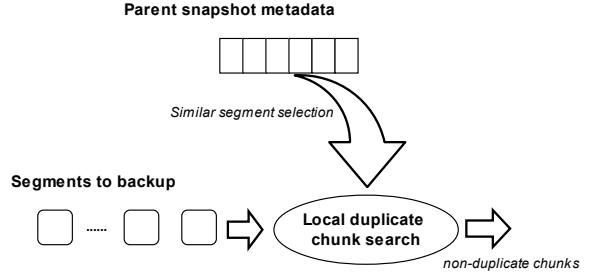 Parent snapshot metadata
Similar segment selection
Segments to backup
......
Local duplicate
chunk search
non-duplicate chunks